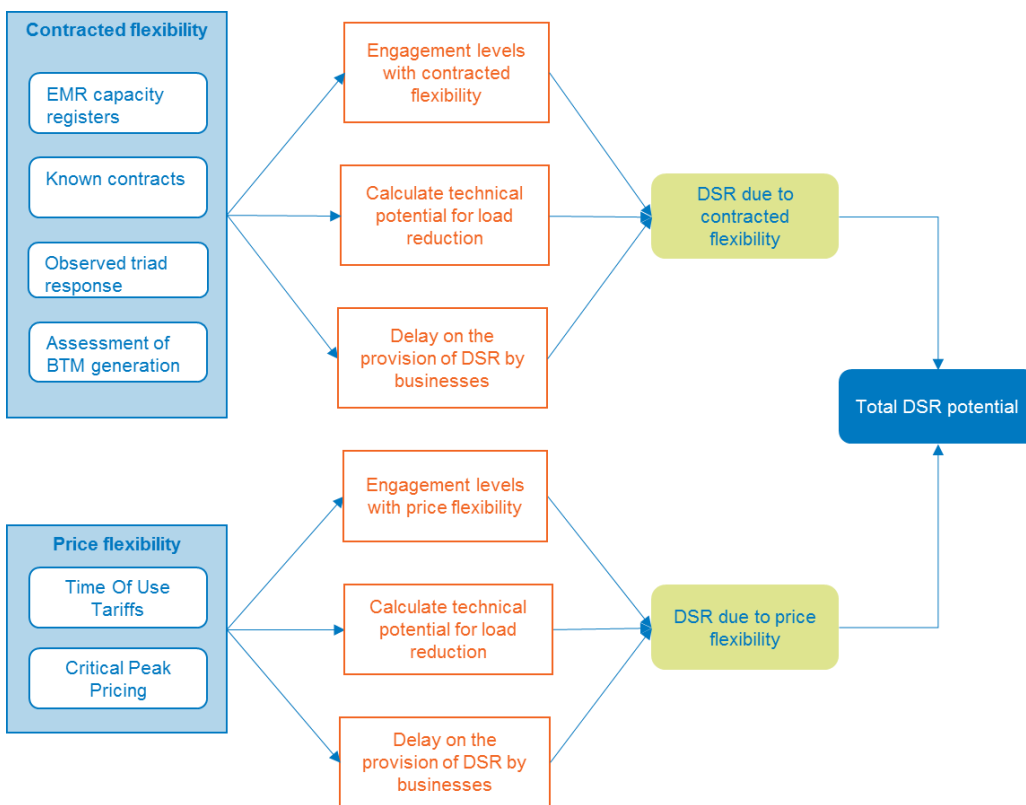 Contracted flexibility
EMR capacity
registers
Known contracts
Observed triad
response
Assessment of
BTM generation
Engagement levels
with contracted
flexibility
Calculate technical
potential for load
reduction
Delay on the
provision of DSR by
businesses
DSR due to
contracted
flexibility
Total DSR potential
Price flexibility
Time Of Use
Tariffs
Critical Peak
Pricing
Engagement levels
with price flexibility
Calculate technical
potential for load
reduction
Delay on the
provision of DSR by
businesses
DSR due to price
flexibility